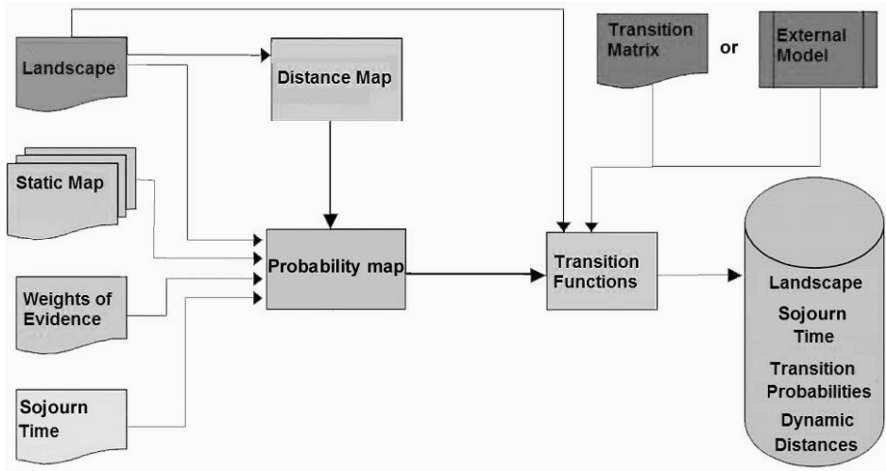 Landscape
Distance Map
Transition
Matrix
or
External
Model
Static Map
Probability map
Transition
Functions
Weights of
Evidence
Sojourn
Time
Landscape
Sojourn
Time
Transition
Probabilities
Dynamic
Distances